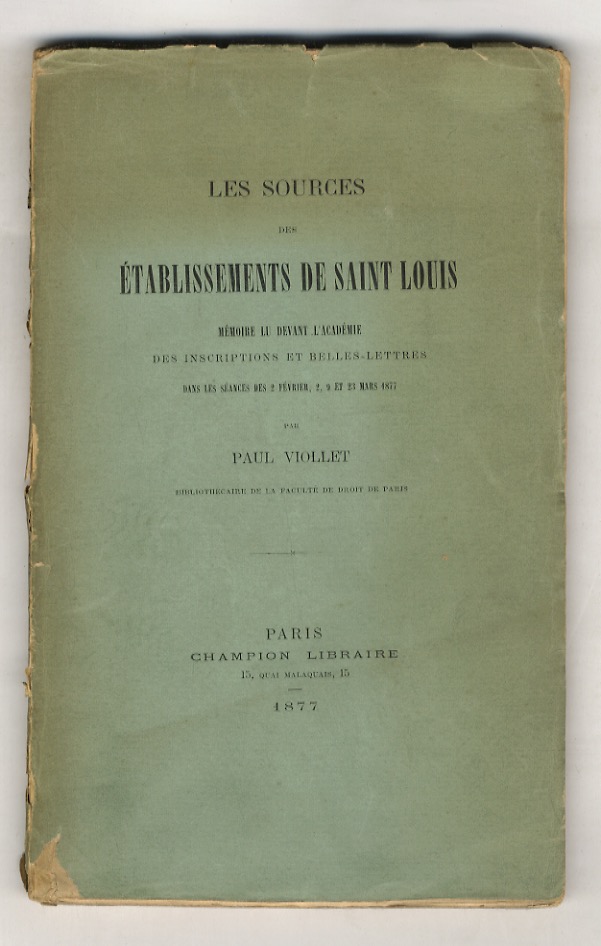 LES SOURCES
DES
ÉTABLISSEMENTS DE SAINT LOUIS
MÉMOIRE LU DEVANT L'ACADÉMIE
DES INSCRIPTIONS ET BELLES-LETTRES
DANS LES SÉANCES DES 2 FÉVRIER, 2, 9 ET 23 MARS 1877
PAR
PAUL VIOLLET
BIBLIOTHÉCAIRE DE LA FACULTÉ DE DROIT DE PARIS
PARIS
CHAMPION LIBRAIRE
15, QUAI MALAQUAIS, 15
1877